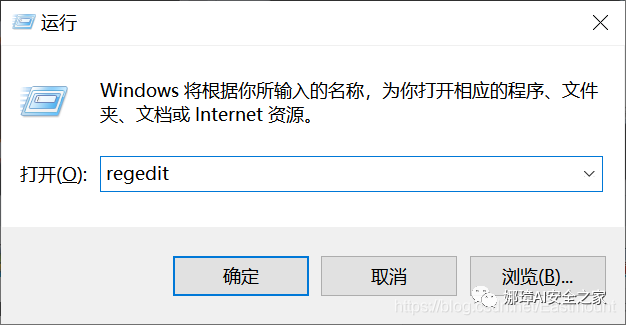 运行
Windows 将根据你所输入的名称，为你打开相应的程序、文件
夹、文档或 Internet 资源。
打开(O):
regedit
确定
取消
浏览(B)...
娜璋AI安全之家
https://blog.csdn.net/Eastmount